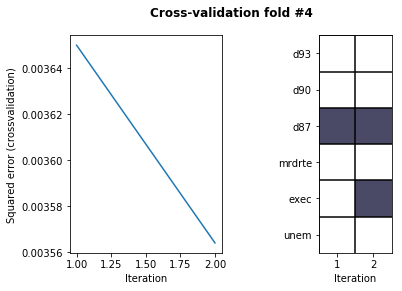 Cross-validation fold #4
Squared error (crossvalidation)
0.00364
0.00362
0.00360
0.00358
0.00356
1.00 1.25 1.50 1.75 2.00
Iteration
d93
d90
d87
mrdrte
exec
unem
1 2
Iteration